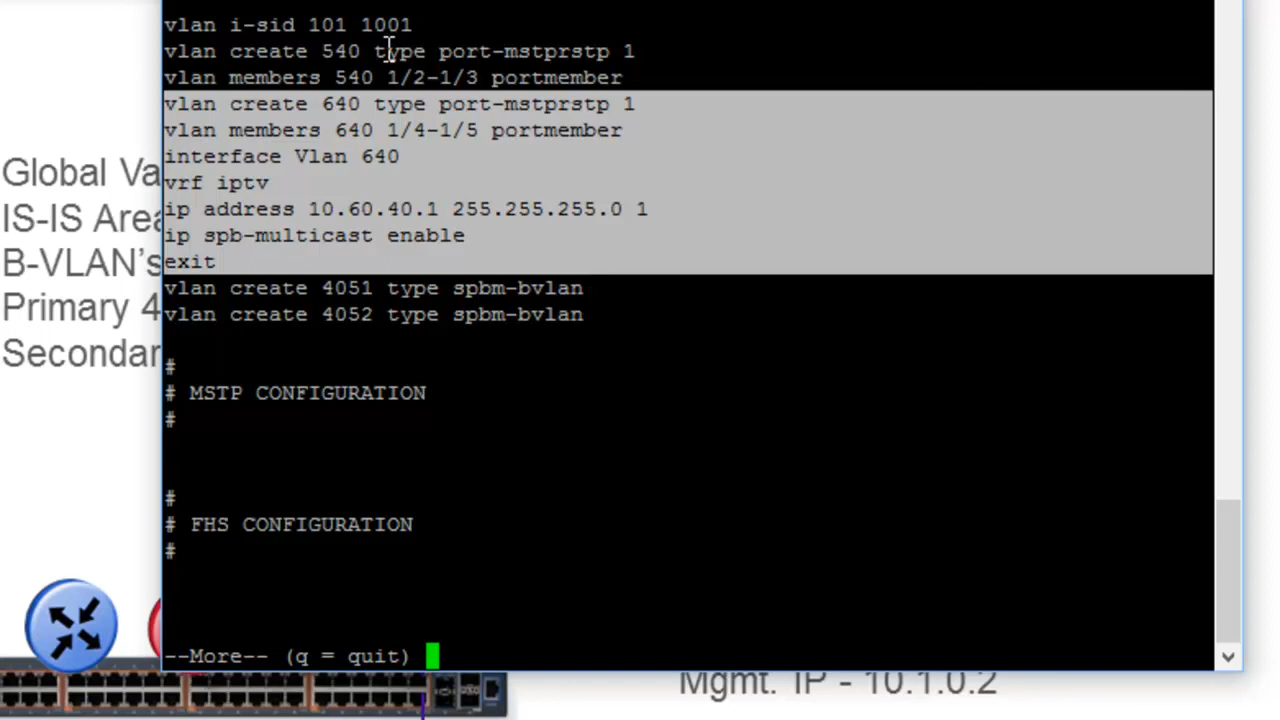 vlan i-sid 101 1001
vlan create 540 type port-mstprstp 1
vlan members 540 1/2-1/3 portmember
vlan create 640 type port-mstprstp 1
vlan members 640 1/4-1/5 portmember
interface Vlan 640
vrf iptv
ip address 10.60.40.1 255.255.255.0 1
ip spb-multicast enable
exit
vlan create 4051 type spbm-bvlan
vlan create 4052 type spbm-bvlan
#
# MSTP CONFIGURATION
#
#
# FHS CONFIGURATION
#
--More-- (q = quit)
Global Va
IS-IS Area
B-VLAN's
Primary 4
Secondar
Mgmt. IP - 10.1.0.2